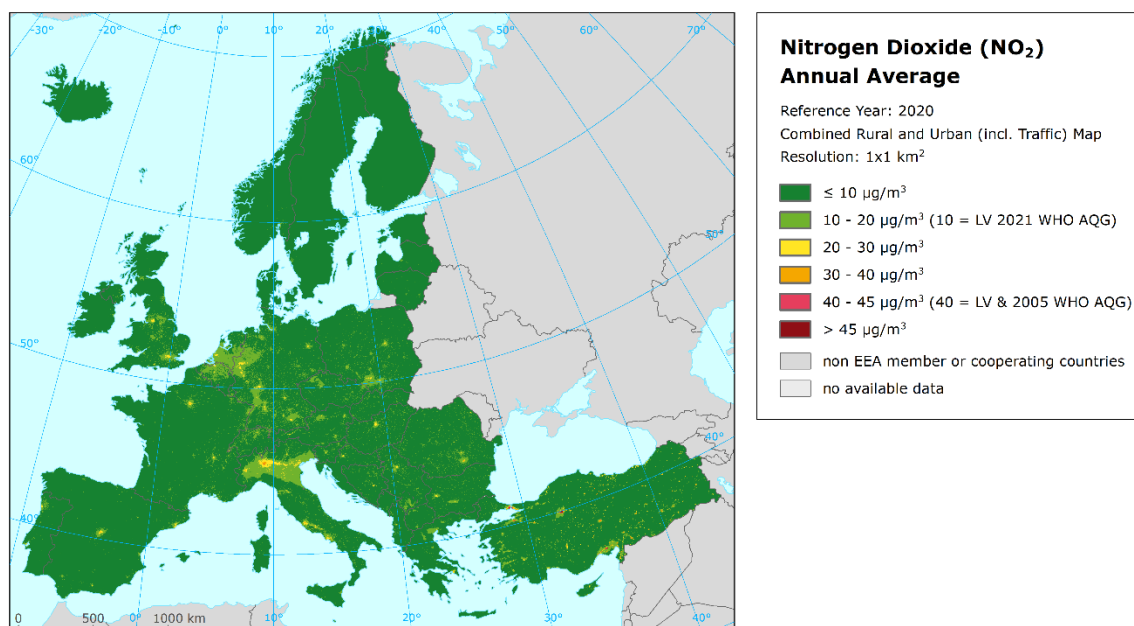 -30° -20° -10° 0° 10° 20° 30° 40° 50° 60° 70°
60°
50°
40°
50°
40°
0 500 1000 km
0° 10° 20° 30° 40°
Nitrogen Dioxide (NO₂)
Annual Average
Reference Year: 2020
Combined Rural and Urban (incl. Traffic) Map
Resolution: 1x1 km²
≤ 10 µg/m³
10 - 20 µg/m³ (10 = LV 2021 WHO AQG)
20 - 30 µg/m³
30 - 40 µg/m³
40 - 45 µg/m³ (40 = LV & 2005 WHO AQG)
> 45 µg/m³
non EEA member or cooperating countries
no available data